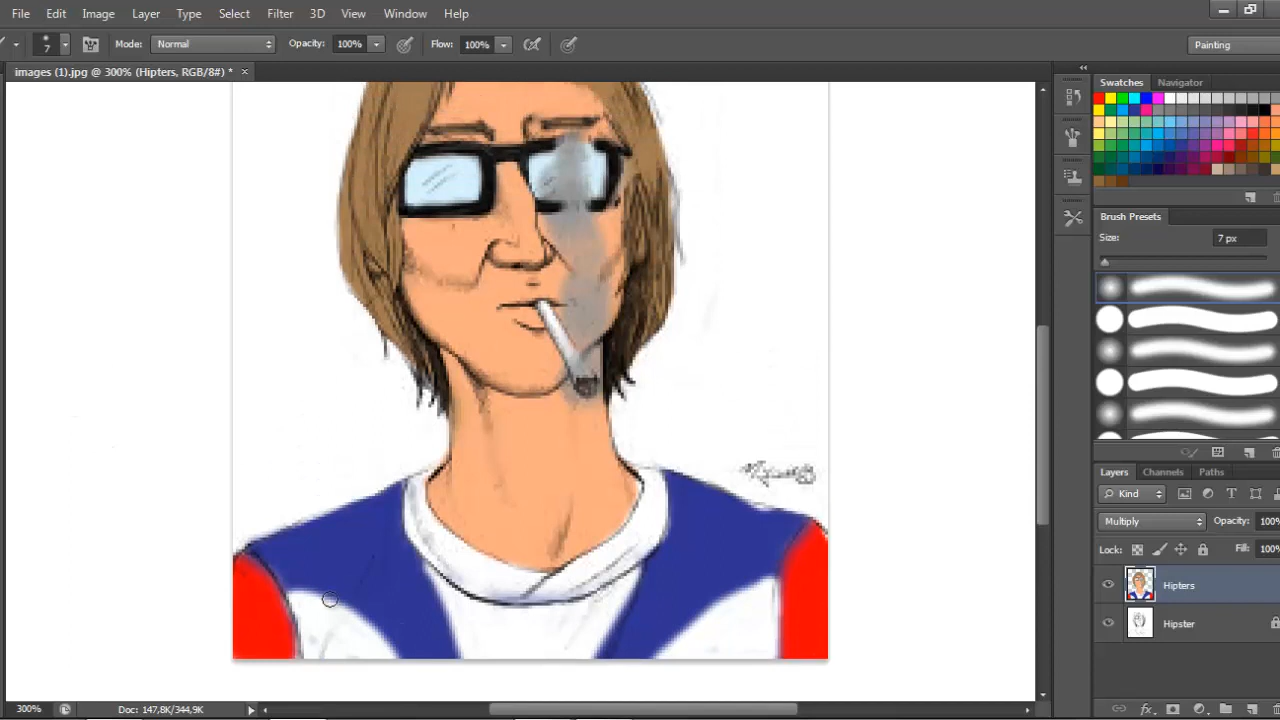 File Edit Image Layer Type Select Filter 3D View Window Help
7 Mode: Normal Opacity: 100% Flow: 100% Painting
images (1).jpg @ 300% (Hipters, RGB/8#) * ×
Swatches Navigator
Brush Presets
Size: 7 px
Layers Channels Paths
Kind
Multiply Opacity: 100%
Lock: Fill: 100%
Hipters
Hipster
300% Doc: 147,8K/344,9K